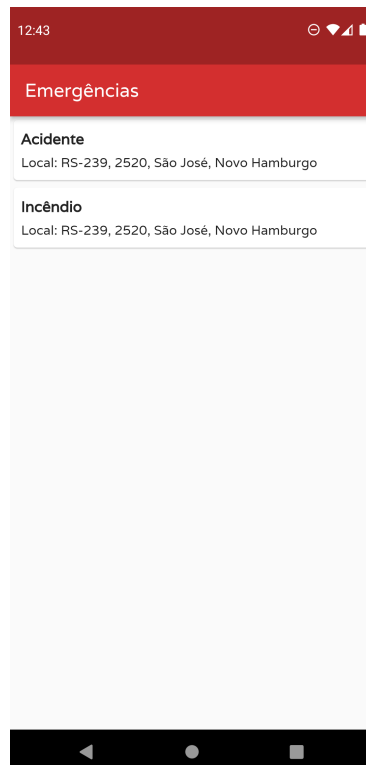 12:43
Emergências
Acidente
Local: RS-239, 2520, São José, Novo Hamburgo
Incêndio
Local: RS-239, 2520, São José, Novo Hamburgo